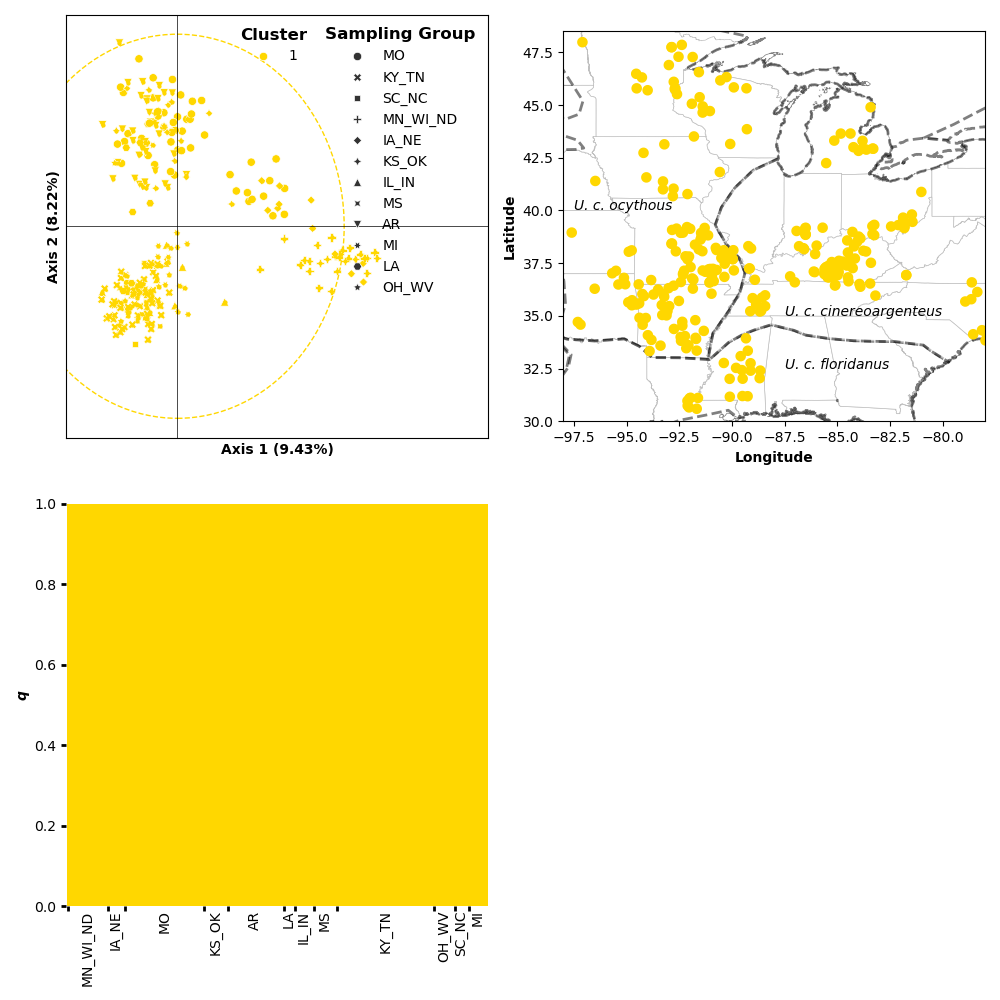 Cluster
1
Sampling Group
MO
KY_TN
SC_NC
MN_WI_ND
IA_NE
KS_OK
IL_IN
MS
AR
MI
LA
OH_WV
Axis 2 (8.22%)
Axis 1 (9.43%)
47.5
45.0
42.5
40.0
37.5
35.0
32.5
30.0
Latitude
U. c. ocythous
U. c. cinereoargenteus
U. c. floridanus
−97.5 −95.0 −92.5 −90.0 −87.5 −85.0 −82.5 −80.0
Longitude
1.0
0.8
0.6
0.4
0.2
0.0
q
MN_WI_ND
IA_NE
MO
KS_OK
AR
LA
IL_IN
MS
KY_TN
OH_WV
SC_NC
MI